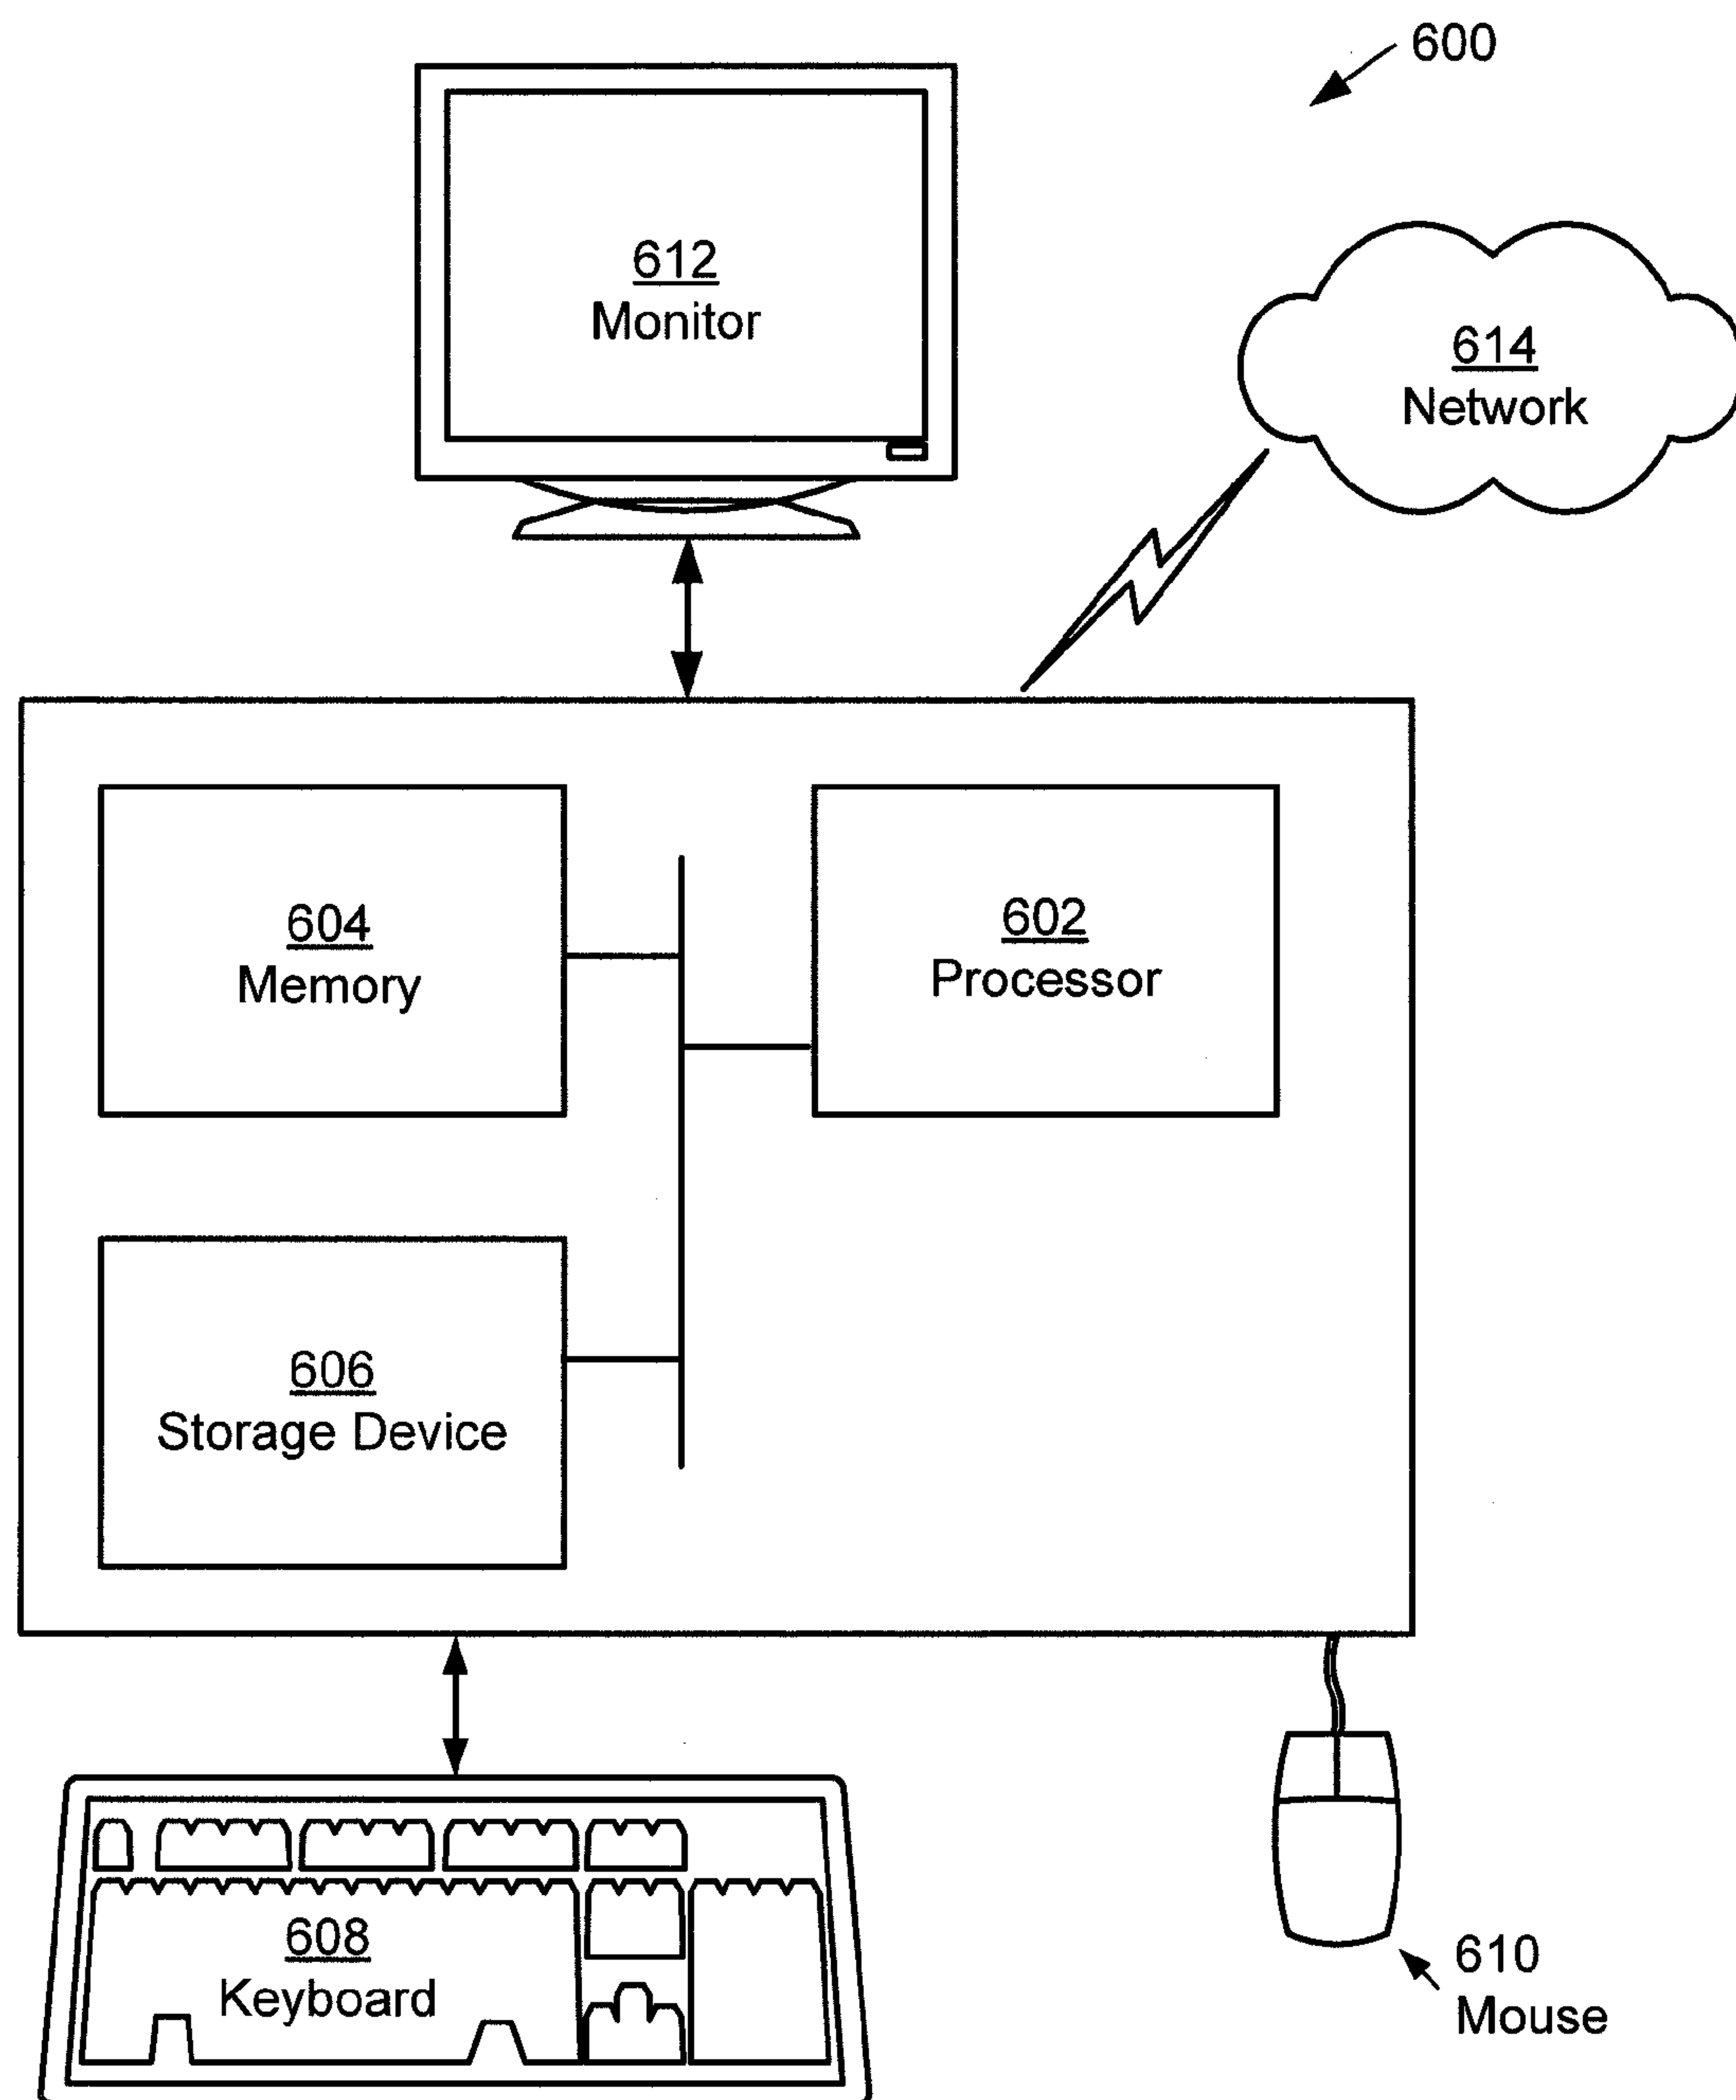 600
612
Monitor
614
Network
604
Memory
602
Processor
606
Storage Device
608
Keyboard
610
Mouse